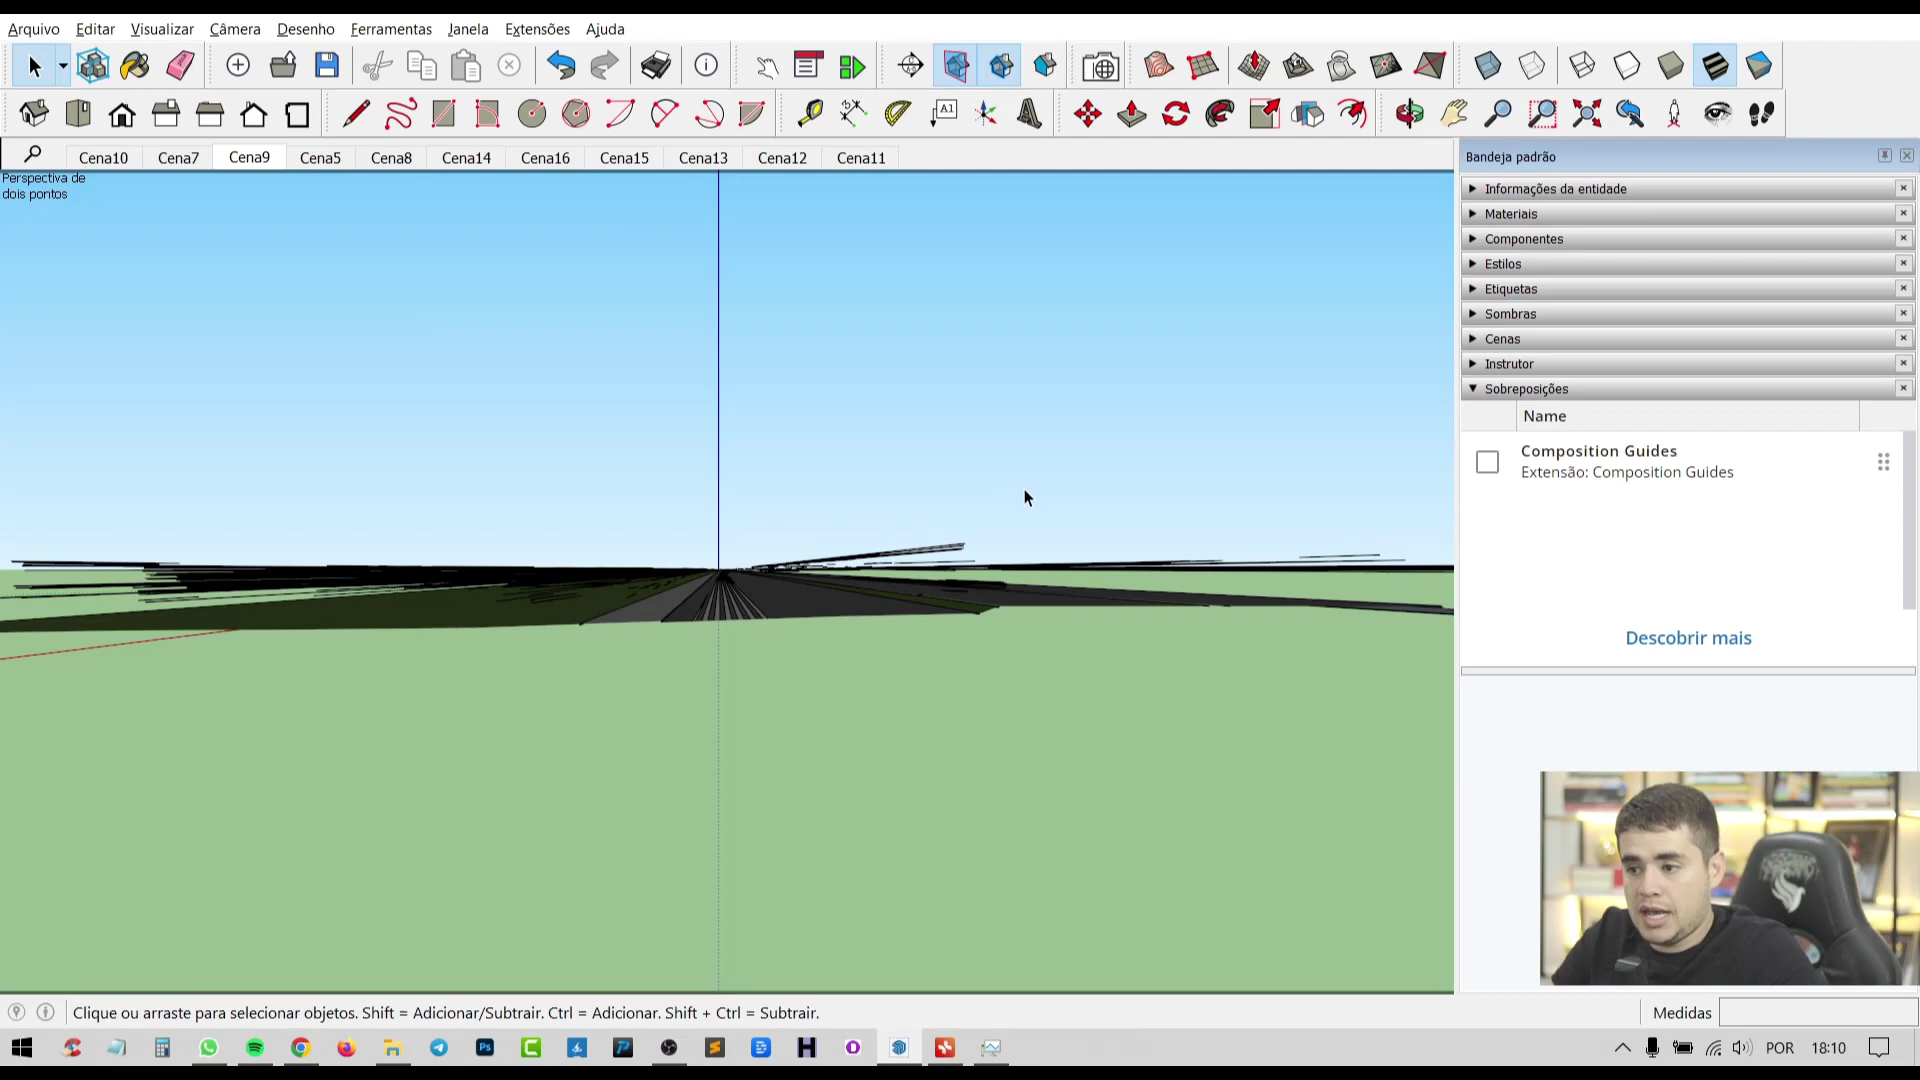 Arquivo Editar Visualizar Câmera Desenho Ferramentas Janela Extensões Ajuda
A1
Cena10 Cena7 Cena9 Cena5 Cena8 Cena14 Cena16 Cena15 Cena13 Cena12 Cena11
Perspectiva de
dois pontos
Bandeja padrão
Informações da entidade
Materiais
Componentes
Estilos
Etiquetas
Sombras
Cenas
Instrutor
Sobreposições
Name
Composition Guides
Extensão: Composition Guides
Descobrir mais
Clique ou arraste para selecionar objetos. Shift = Adicionar/Subtrair. Ctrl = Adicionar. Shift + Ctrl = Subtrair.
Medidas
Ps
H
POR 18:10